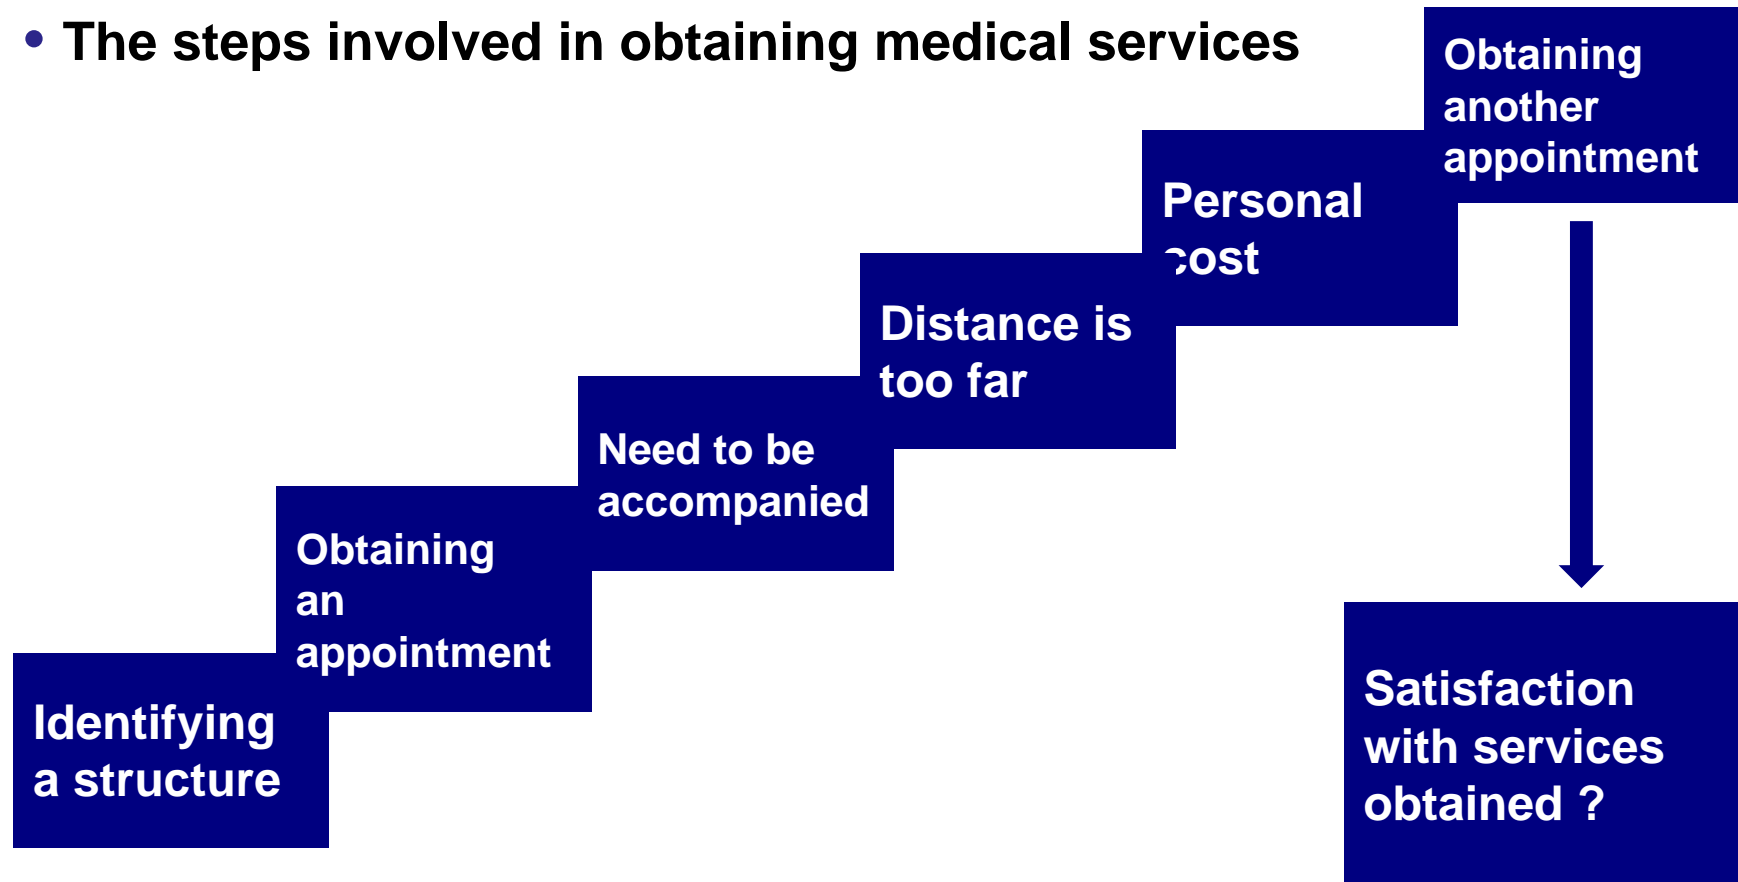 • The steps involved in obtaining medical services
Obtaining
another
appointment
Personal
cost
Distance is
too far
Need to be
accompanied
Obtaining
an
appointment
Identifying
a structure
Satisfaction
with services
obtained ?